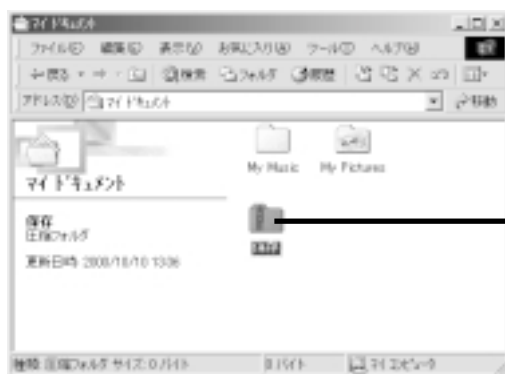 マイ ドキュメント
ファイル(F) 編集(E) 表示(V) お気に入り(A) ツール(T) ヘルプ(H)
戻る 検索 フォルダ 履歴
アドレス(D) マイ ドキュメント 移動
My Music My Pictures
マイ ドキュメント
保存
保存
圧縮フォルダ
更新日時: 2000/10/10 13:06
種類: 圧縮フォルダ サイズ: 0 バイト 0 バイト マイ コンピュータ